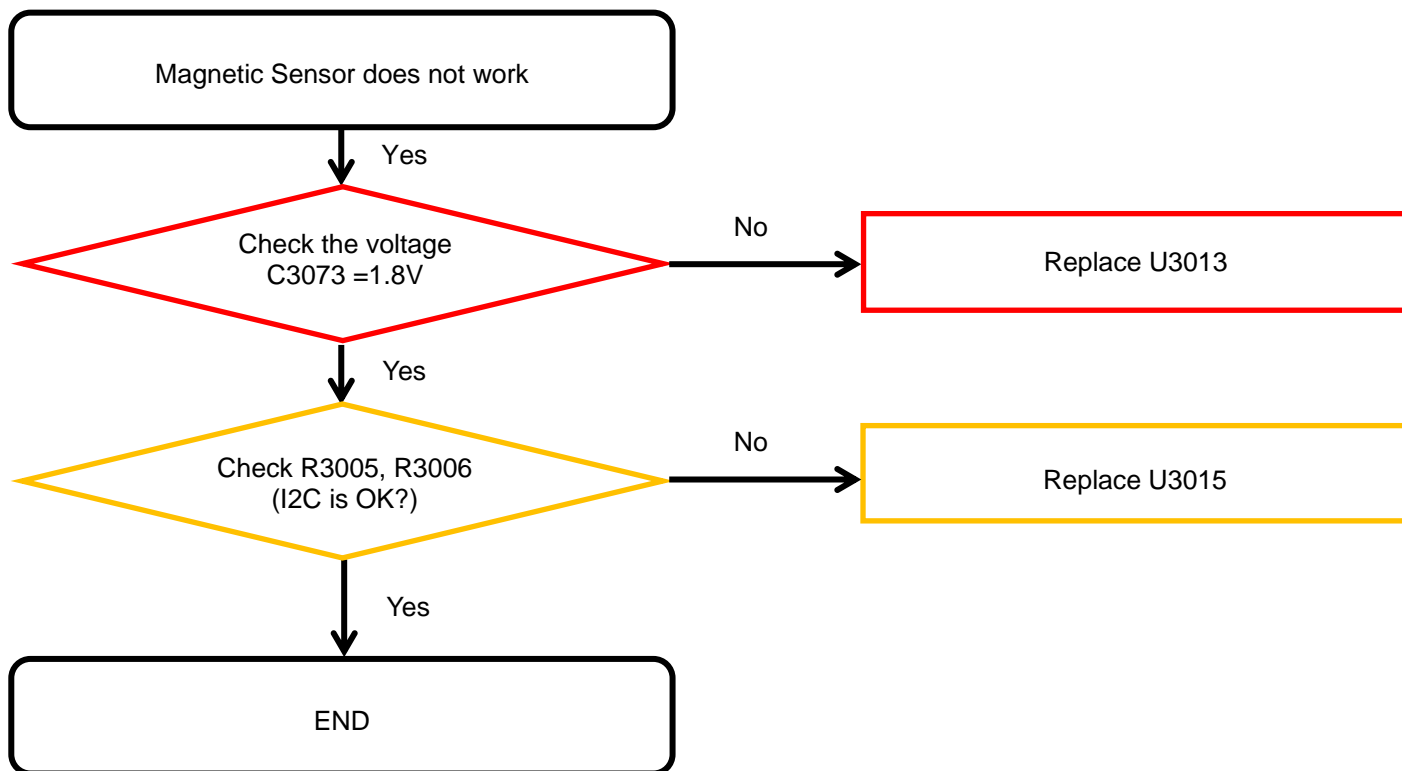 Magnetic Sensor does not work
Yes
Check the voltage
C3073 =1.8V
No
Replace U3013
Yes
Check R3005, R3006
(I2C is OK?)
No
Replace U3015
Yes
END